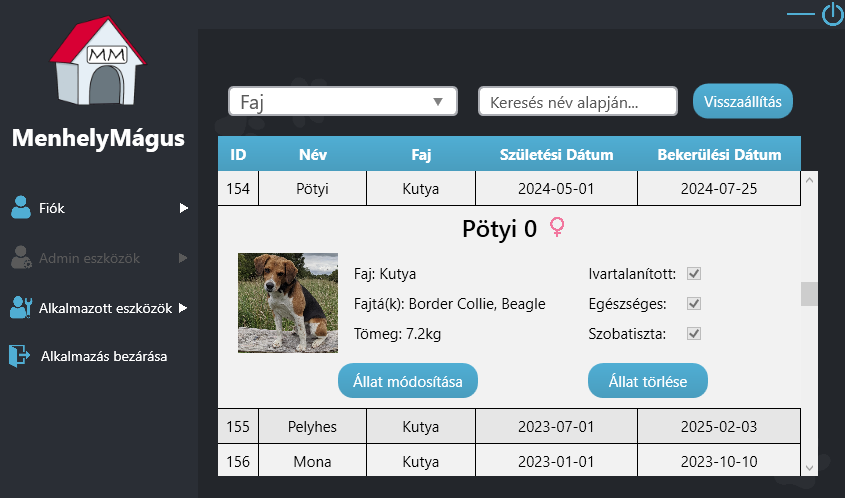 MM
MenhelyMágus
Fiók
Admin eszközök
Alkalmazott eszközök
Alkalmazás bezárása
Faj Keresés név alapján... Visszaállítás
ID Név Faj Születési Dátum Bekerülési Dátum
154 Pötyi Kutya 2024-05-01 2024-07-25
Pötyi 0 ♀
Faj: Kutya Ivartalanított:
Fajtá(k): Border Collie, Beagle Egészséges:
Tömeg: 7.2kg Szobatiszta:
Állat módosítása Állat törlése
155 Pelyhes Kutya 2023-07-01 2025-02-03
156 Mona Kutya 2023-01-01 2023-10-10